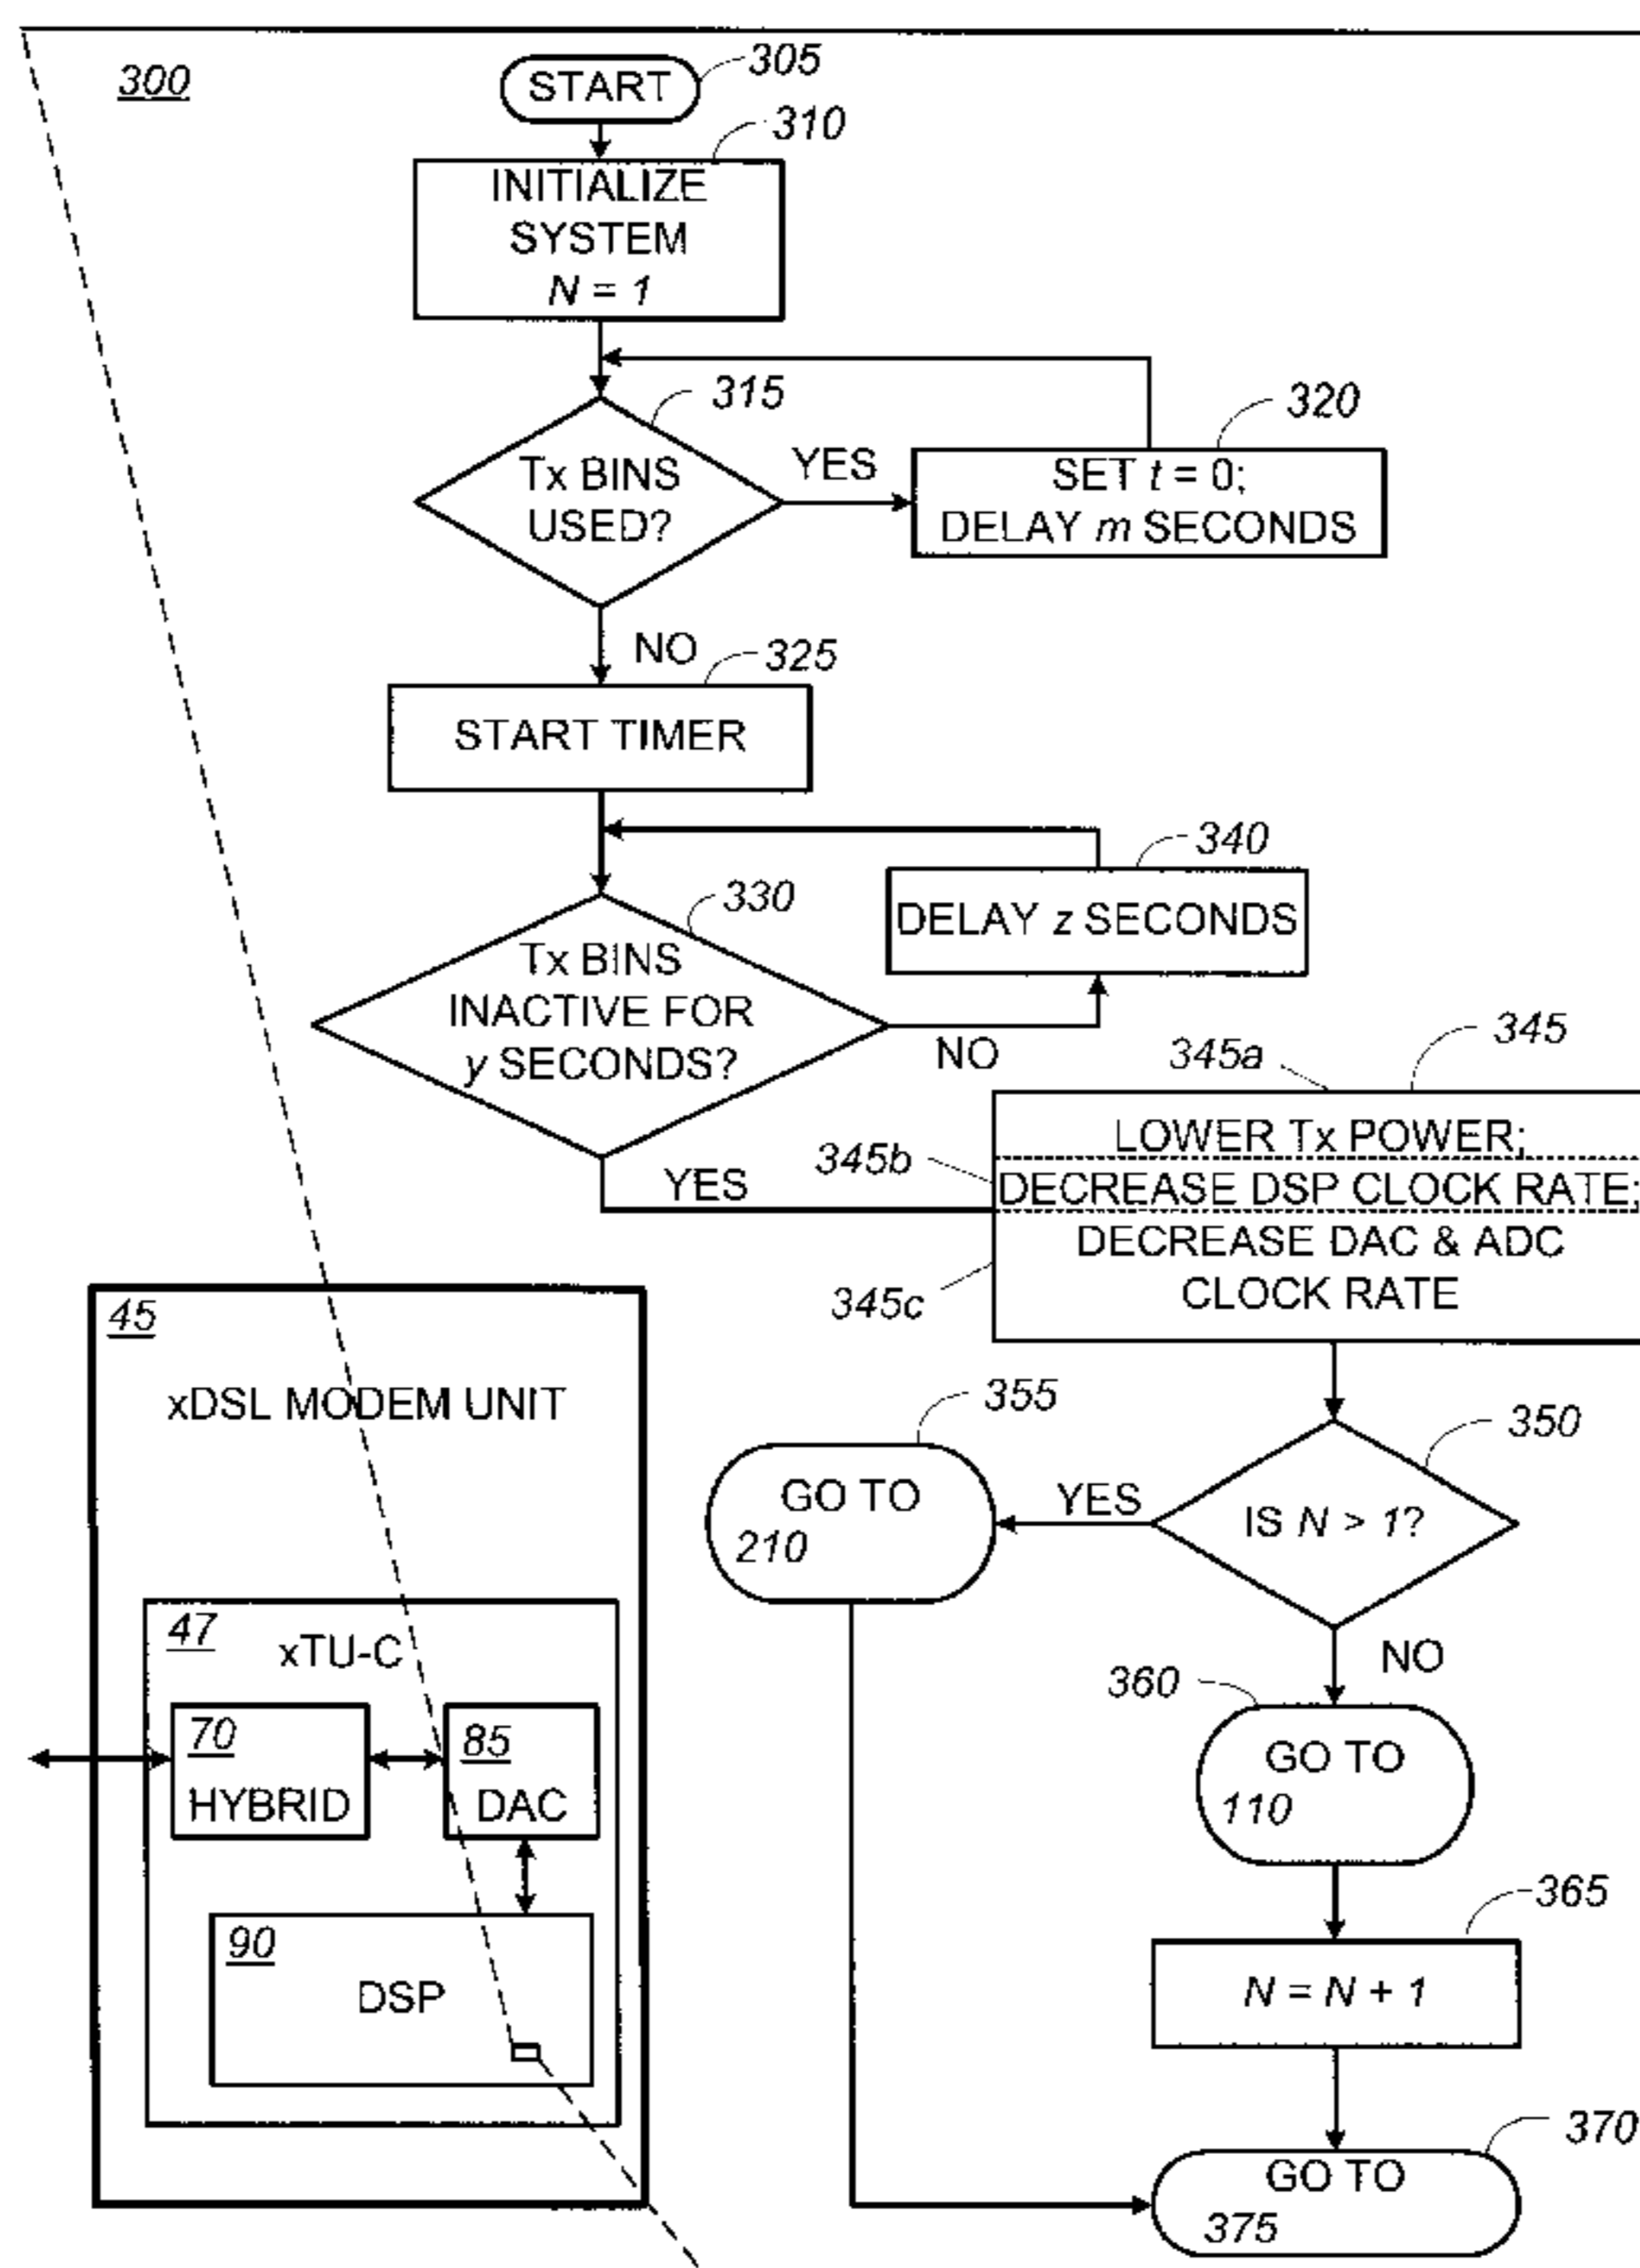 300
START
305
310
INITIALIZE
SYSTEM
N = 1
315
320
Tx BINS
USED?
YES
SET t = 0;
DELAY m SECONDS
NO
325
START TIMER
340
330
DELAY z SECONDS
Tx BINS
INACTIVE FOR
y SECONDS?
NO
345
345a
LOWER Tx POWER;
345b
YES
DECREASE DSP CLOCK RATE;
DECREASE DAC & ADC
CLOCK RATE
345c
45
xDSL MODEM UNIT
355
350
GO TO
210
YES
IS N > 1?
47
xTU-C
NO
360
70
HYBRID
85
DAC
GO TO
110
365
90
DSP
N = N + 1
370
GO TO
375